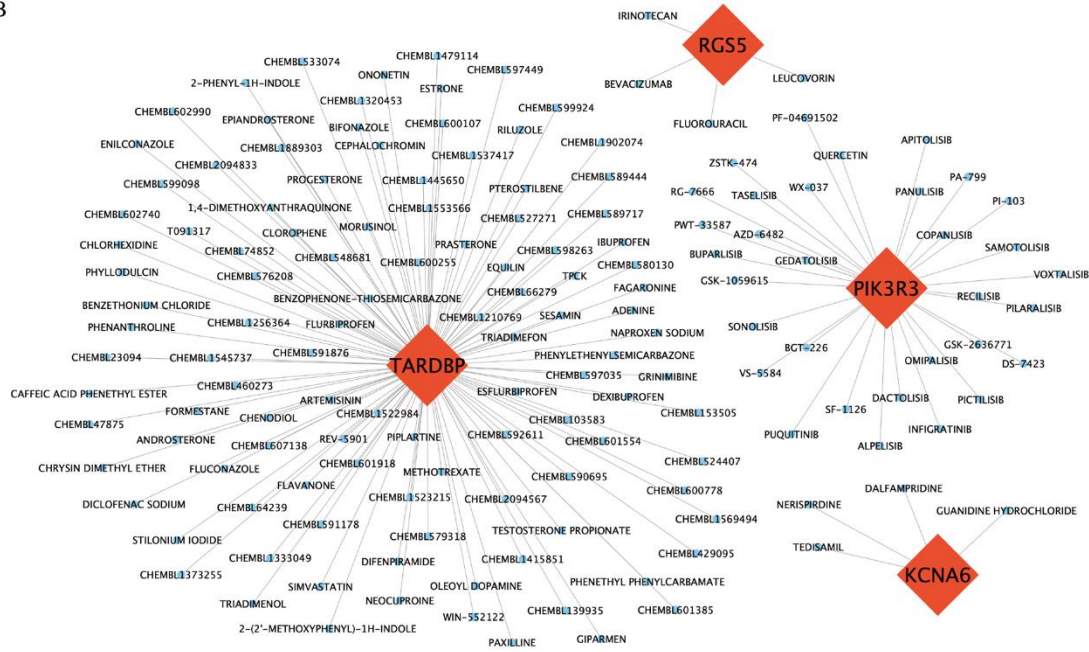 B
IRINOTECAN
RGS5
BEVACIZUMAB
LEUCOVORIN
FLUOROURACIL
PF-04691502
CHEMBL1479114
CHEMBL533074
ONONETIN
CHEMBL597449
2-PHENYL-1H-INDOLE
ESTRONE
CHEMBL1320453
CHEMBL602990
CHEMBL599924
EPIANDROSTERONE
BIFONAZOLE
CHEMBL600107
RILUZOLE
ENILCONAZOLE
CHEMBL1889303
CEPHALOCHROMIN
CHEMBL1902074
CHEMBL1537417
CHEMBL2094833
CHEMBL599098
PROGESTERONE
CHEMBL1445650
PTEROSTILBENE
CHEMBL589444
CHEMBL602740
1,4-DIMETHOXYANTHRAQUINONE
CHEMBL1553566
CHEMBL527271
CHEMBL589717
T091317
CLOROPHENE
MORUSINOL
CHLORHEXIDINE
CHEMBL74852
CHEMBL548681
PRASTERONE
CHEMBL598263
IBUPROFEN
CHEMBL600255
EQUILIN
CHEMBL580130
PHYLLODULCIN
CHEMBL576208
TPCK
FAGARONINE
BENZOPHENONE-THIOSEMICARBAZONE
CHEMBL66279
BENZETHONIUM CHLORIDE
CHEMBL1210769
SESAMIN
ADENINE
PHENANTHROLINE
CHEMBL1256364
FLURBIPROFEN
TRIADIMEFON
NAPROXEN SODIUM
CHEMBL23094
CHEMBL1545737
CHEMBL591876
TARDBP
PHENYLETHENYLSEMICARBAZONE
CHEMBL597035
GRINIMIBINE
CAFFEIC ACID PHENETHYL ESTER
CHEMBL460273
ESFLURBIPROFEN
DEXIBUPROFEN
ARTEMISININ
FORMESTANE
CHENODIOL
CHEMBL1522984
CHEMBL103583
CHEMBL153505
CHEMBL47875
ANDROSTERONE
CHEMBL607138
REV-5901
PIPLARTINE
CHEMBL592611
CHEMBL601554
CHRYSIN DIMETHYL ETHER
FLUCONAZOLE
CHEMBL601918
METHOTREXATE
CHEMBL590695
CHEMBL524407
FLAVANONE
CHEMBL600778
DICLOFENAC SODIUM
CHEMBL64239
CHEMBL1523215
CHEMBL2094567
CHEMBL591178
CHEMBL1569494
STILONIUM IODIDE
CHEMBL579318
TESTOSTERONE PROPIONATE
CHEMBL1333049
DIFENPIRAMIDE
CHEMBL1415851
CHEMBL429095
CHEMBL1373255
SIMVASTATIN
OLEOYL DOPAMINE
PHENETHYL PHENYLCARBAMATE
TRIADIMENOL
NEOCUPROINE
WIN-552122
CHEMBL139935
CHEMBL601385
2-(2'-METHOXYPHENYL)-1H-INDOLE
PAXILLINE
GIPARMEN
QUERCETIN
APITOLISIB
ZSTK-474
RG-7666
TASELISIB
WX-037
PANULISIB
PA-799
PI-103
PWT-33587
AZD-6482
COPANLISIB
BUPARLISIB
GEDATOLISIB
SAMOTOLISIB
GSK-1059615
VOXTALISIB
PIK3R3
RECILISIB
PILARALISIB
SONOLISIB
BGT-226
GSK-2636771
VS-5584
OMIPALISIB
DS-7423
SF-1126
DACTOLISIB
PICTILISIB
PUQUITINIB
INFIGRATINIB
ALPELISIB
DALFAMPRIDINE
NERISPIRDINE
GUANIDINE HYDROCHLORIDE
TEDISAMIL
KCNA6